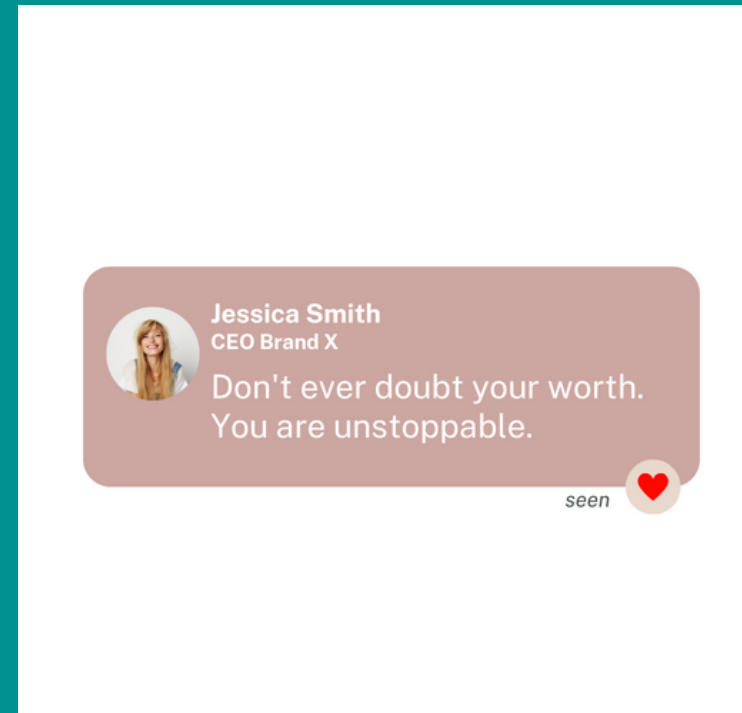 Jessica Smith
CEO Brand X
Don't ever doubt your worth.
You are unstoppable.
seen